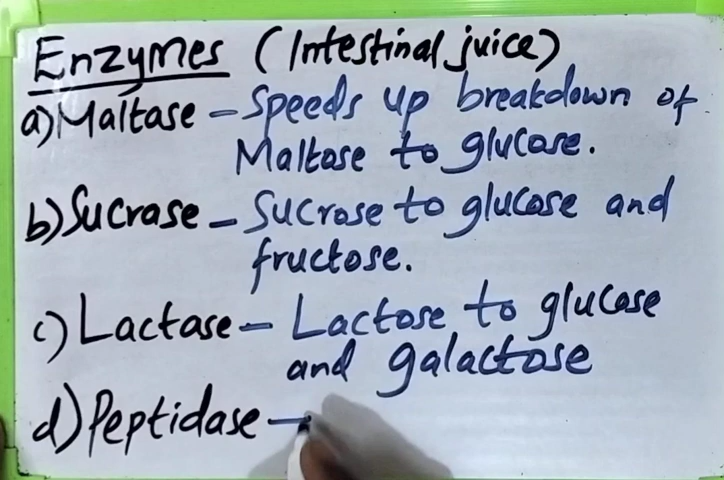 Enzymes (Intestinal juice)
a) Maltase - Speeds up breakdown of
Maltose to glucose.
b) Sucrase - Sucrose to glucose and
fructose.
c) Lactase - Lactose to glucose
and galactose
d) Peptidase -